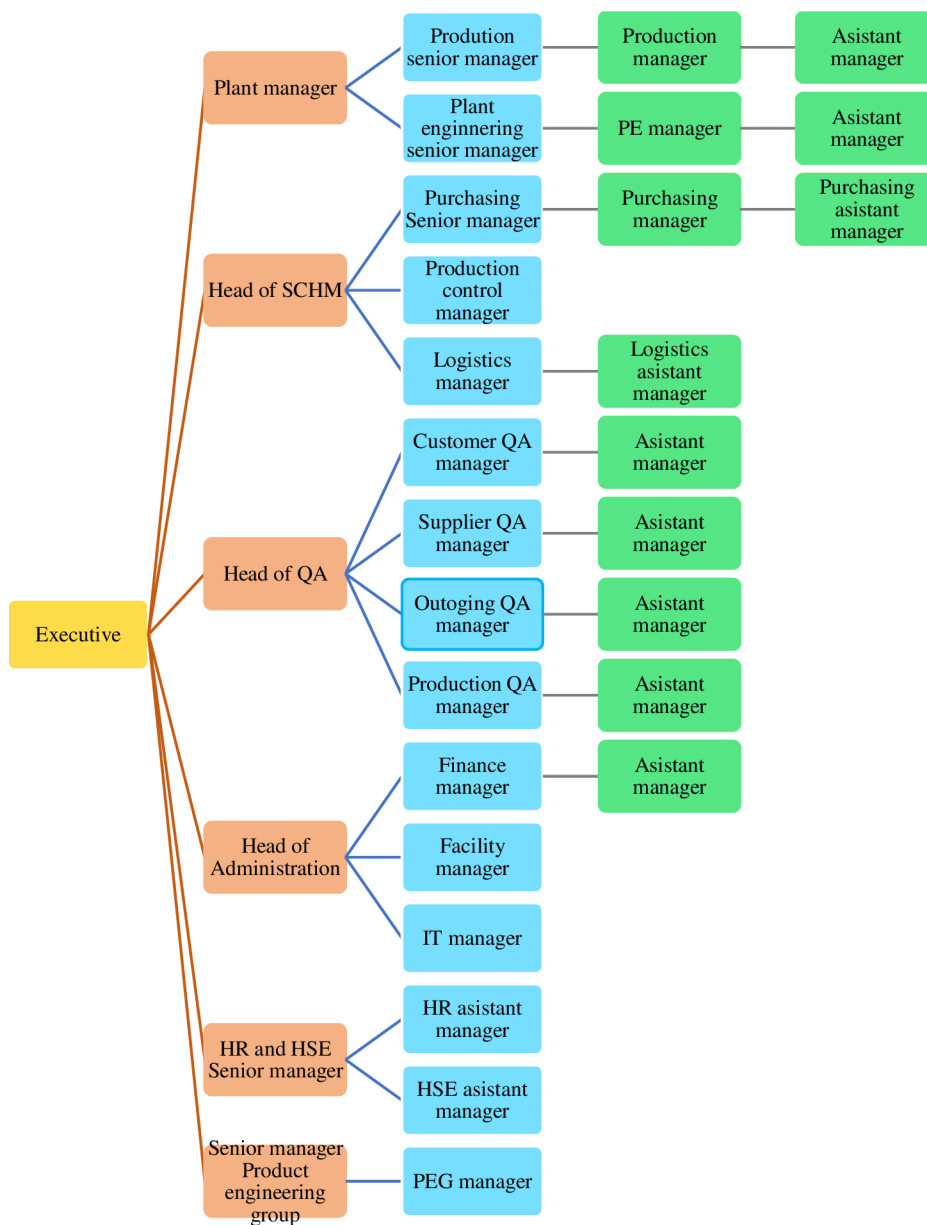 Prodution
senior manager
Production
manager
Asistant
manager
Plant manager
Plant
enginnering
senior manager
PE manager
Asistant
manager
Purchasing
Senior manager
Purchasing
manager
Purchasing
asistant
manager
Head of SCHM
Production
control
manager
Logistics
manager
Logistics
asistant
manager
Customer QA
manager
Asistant
manager
Supplier QA
manager
Asistant
manager
Head of QA
Outoging QA
manager
Asistant
manager
Executive
Production QA
manager
Asistant
manager
Finance
manager
Asistant
manager
Head of
Administration
Facility
manager
IT manager
HR asistant
manager
HR and HSE
Senior manager
HSE asistant
manager
Senior manager
Product
engineering
group
PEG manager